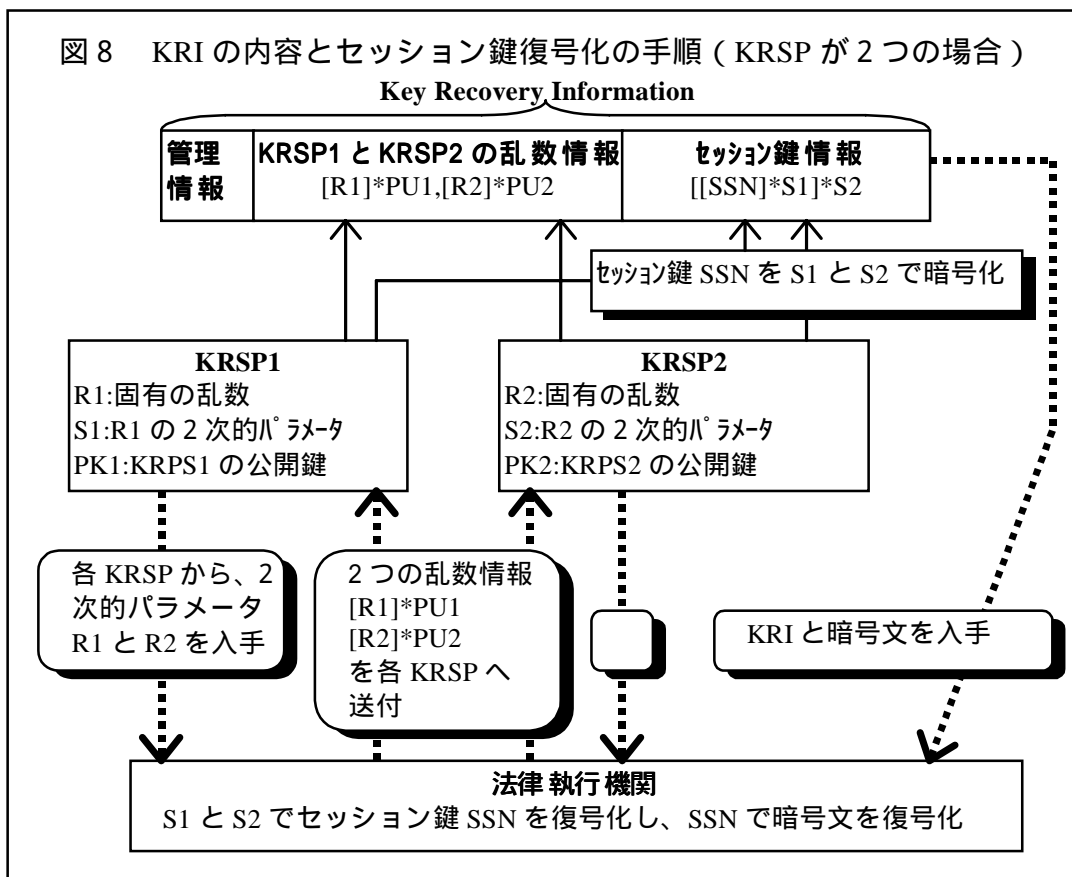 図8 KRI の内容とセッション鍵復号化の手順(KRSP が2つの場合)
Key Recovery Information
管理
情報
KRSP1 と KRSP2 の乱数情報
[R1]*PU1,[R2]*PU2
セッション鍵情報
[[SSN]*S1]*S2
セッション鍵 SSN を S1 と S2 で暗号化
KRSP1
R1:固有の乱数
S1:R1 の2次的パラメータ
PK1:KRPS1 の公開鍵
KRSP2
R2:固有の乱数
S2:R2 の2次的パラメータ
PK2:KRPS2 の公開鍵
各 KRSP から、2
次的パラメータ
R1 と R2 を入手
2つの乱数情報
[R1]*PU1
[R2]*PU2
を各 KRSP へ
送付
KRI と暗号文を入手
法律執行機関
S1 と S2 でセッション鍵 SSN を復号化し、SSN で暗号文を復号化